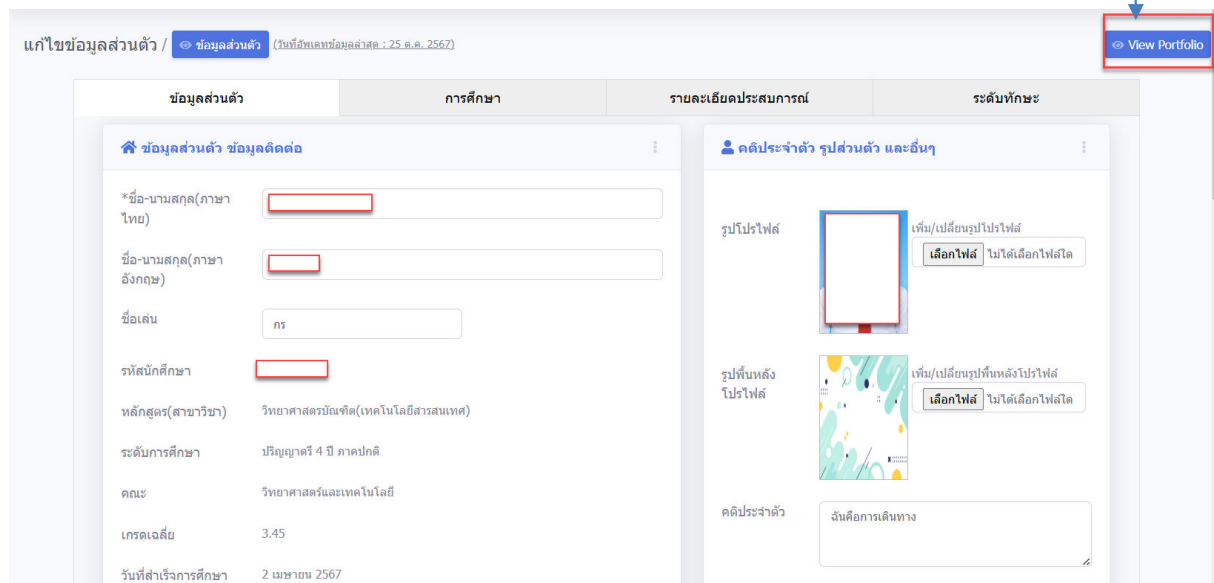 แก้ไขข้อมูลส่วนตัว / ข้อมูลส่วนตัว (วันที่อัพเดทข้อมูลล่าสุด : 25 ต.ค. 2567)
View Portfolio
ข้อมูลส่วนตัว
การศึกษา
รายละเอียดประสบการณ์
ระดับทักษะ
ข้อมูลส่วนตัว ข้อมูลติดต่อ
*ชื่อ-นามสกุล(ภาษา
ไทย)
ชื่อ-นามสกุล(ภาษา
อังกฤษ)
ชื่อเล่น
กร
รหัสนักศึกษา
หลักสูตร(สาขาวิชา)
วิทยาศาสตรบัณฑิต(เทคโนโลยีสารสนเทศ)
ระดับการศึกษา
ปริญญาตรี 4 ปี ภาคปกติ
คณะ
วิทยาศาสตร์และเทคโนโลยี
เกรดเฉลี่ย
3.45
วันที่สำเร็จการศึกษา
2 เมษายน 2567
คติประจำตัว รูปส่วนตัว และอื่นๆ
รูปโปรไฟล์
เพิ่ม/เปลี่ยนรูปโปรไฟล์
เลือกไฟล์ ไม่ได้เลือกไฟล์ใด
รูปพื้นหลัง
โปรไฟล์
เพิ่ม/เปลี่ยนรูปพื้นหลังโปรไฟล์
เลือกไฟล์ ไม่ได้เลือกไฟล์ใด
คติประจำตัว
ฉันคือการเดินทาง